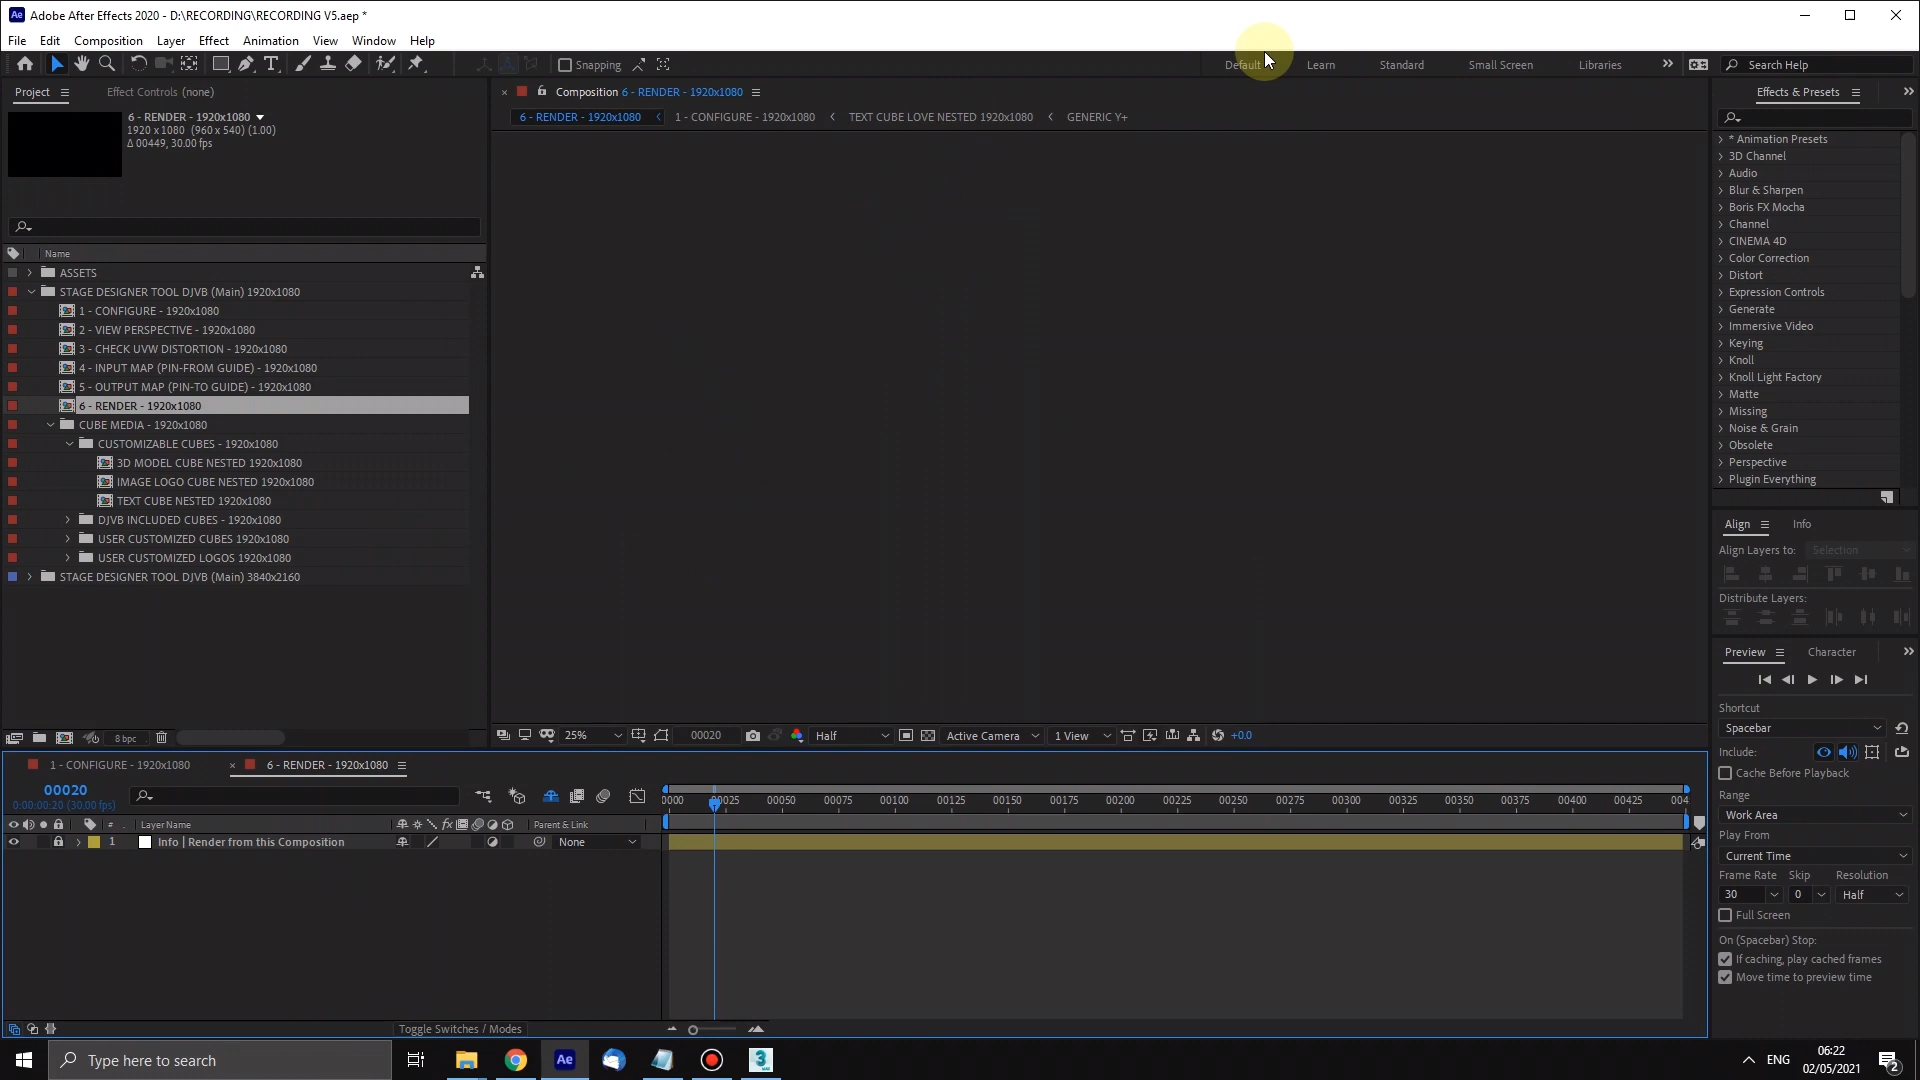 Adobe After Effects 2020 - D:\RECORDING\RECORDING V5.aep *
File Edit Composition Layer Effect Animation View Window Help
Snapping
Default Learn Standard Small Screen Libraries
Search Help
Project
Effect Controls (none)
6 - RENDER - 1920x1080
1920 x 1080 (960 x 540) (1.00)
Δ 00449, 30.00 fps
Name
ASSETS
STAGE DESIGNER TOOL DJVB (Main) 1920x1080
1 - CONFIGURE - 1920x1080
2 - VIEW PERSPECTIVE - 1920x1080
3 - CHECK UVW DISTORTION - 1920x1080
4 - INPUT MAP (PIN-FROM GUIDE) - 1920x1080
5 - OUTPUT MAP (PIN-TO GUIDE) - 1920x1080
6 - RENDER - 1920x1080
CUBE MEDIA - 1920x1080
CUSTOMIZABLE CUBES - 1920x1080
3D MODEL CUBE NESTED 1920x1080
IMAGE LOGO CUBE NESTED 1920x1080
TEXT CUBE NESTED 1920x1080
DJVB INCLUDED CUBES - 1920x1080
USER CUSTOMIZED CUBES 1920x1080
USER CUSTOMIZED LOGOS 1920x1080
STAGE DESIGNER TOOL DJVB (Main) 3840x2160
8 bpc
Composition 6 - RENDER - 1920x1080
6 - RENDER - 1920x1080 1 - CONFIGURE - 1920x1080 TEXT CUBE LOVE NESTED 1920x1080 GENERIC Y+
25% 00020 Half Active Camera 1 View +0.0
Effects & Presets
* Animation Presets
3D Channel
Audio
Blur & Sharpen
Boris FX Mocha
Channel
CINEMA 4D
Color Correction
Distort
Expression Controls
Generate
Immersive Video
Keying
Knoll
Knoll Light Factory
Matte
Missing
Noise & Grain
Obsolete
Perspective
Plugin Everything
Align Info
Align Layers to: Selection
Distribute Layers:
Preview Character
Shortcut
Spacebar
Include:
Cache Before Playback
Range
Work Area
Play From
Current Time
Frame Rate Skip Resolution
30 0 Half
Full Screen
On (Spacebar) Stop:
If caching, play cached frames
Move time to preview time
1 - CONFIGURE - 1920x1080 6 - RENDER - 1920x1080
00020
0:00:00:20 (30.00 fps)
0000 00025 00050 00075 00100 00125 00150 00175 00200 00225 00250 00275 00300 00325 00350 00375 00400 00425 004
# Layer Name Parent & Link
1 Info | Render from this Composition None
Toggle Switches / Modes
Type here to search
Ae
3
ENG
06:22
02/05/2021
2